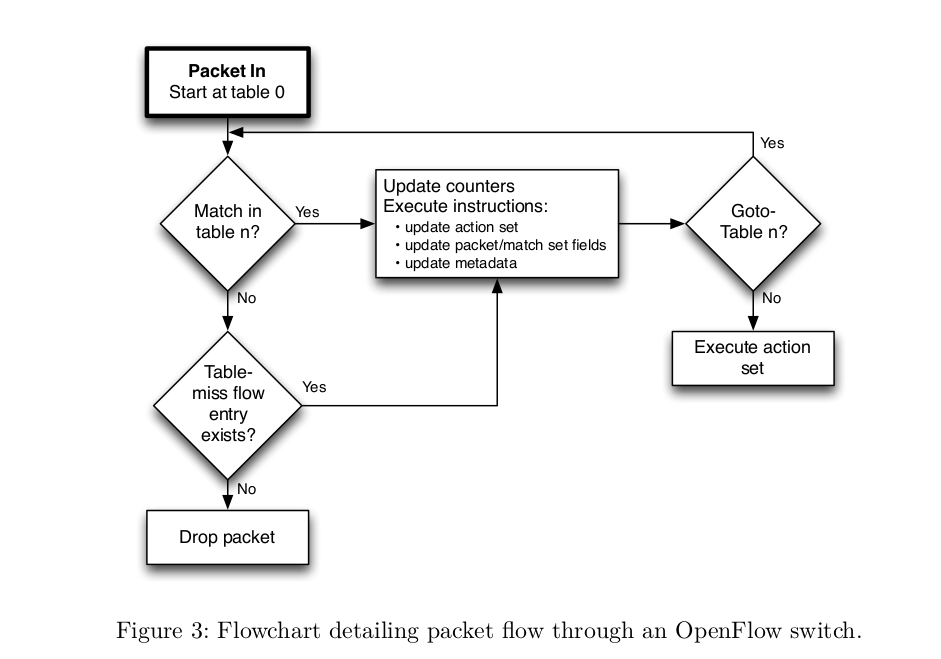 Packet In
Start at table 0
Yes
Match in
table n?
Yes
Update counters
Execute instructions:
• update action set
• update packet/match set fields
• update metadata
Goto-
Table n?
No
No
Execute action
set
Table-
miss flow
entry
exists?
Yes
No
Drop packet
Figure 3: Flowchart detailing packet flow through an OpenFlow switch.